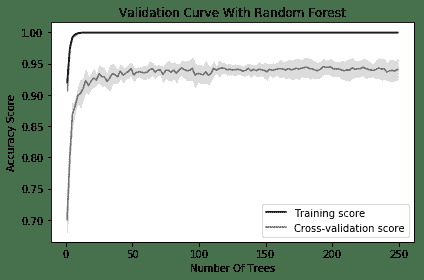 Validation Curve With Random Forest
1.00
0.95
0.90
0.85
0.80
0.75
0.70
Accuracy Score
Training score
Cross-validation score
0
50
100
150
200
250
Number Of Trees